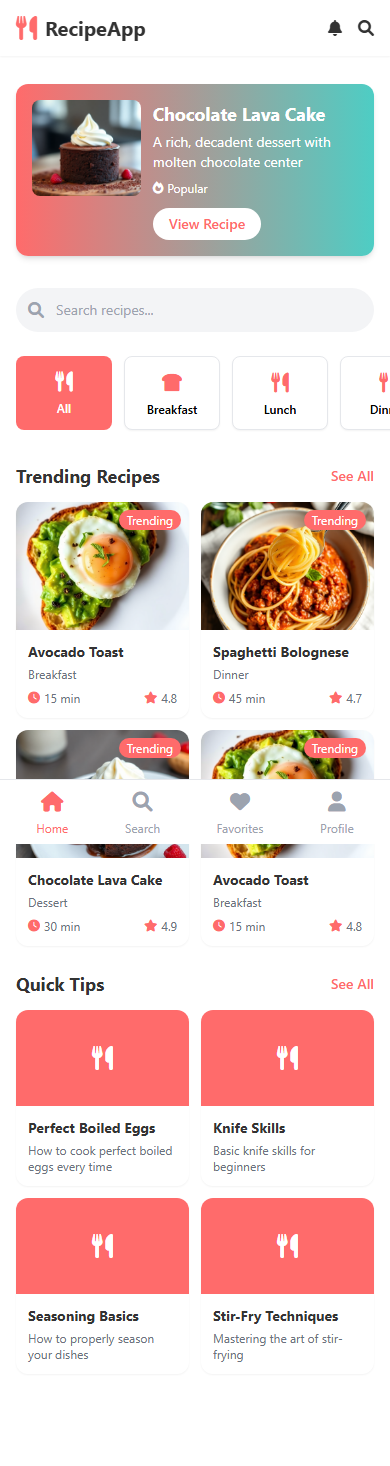 RecipeApp
Chocolate Lava Cake
A rich, decadent dessert with
molten chocolate center
Popular
View Recipe
Search recipes...
All
Breakfast
Lunch
Din
Trending Recipes
See All
Trending
Trending
Avocado Toast
Breakfast
15 min
4.8
Spaghetti Bolognese
Dinner
45 min
4.7
Trending
Trending
Home
Search
Favorites
Profile
Chocolate Lava Cake
Dessert
30 min
4.9
Avocado Toast
Breakfast
15 min
4.8
Quick Tips
See All
Perfect Boiled Eggs
How to cook perfect boiled
eggs every time
Knife Skills
Basic knife skills for
beginners
Seasoning Basics
How to properly season
your dishes
Stir-Fry Techniques
Mastering the art of stir-
frying